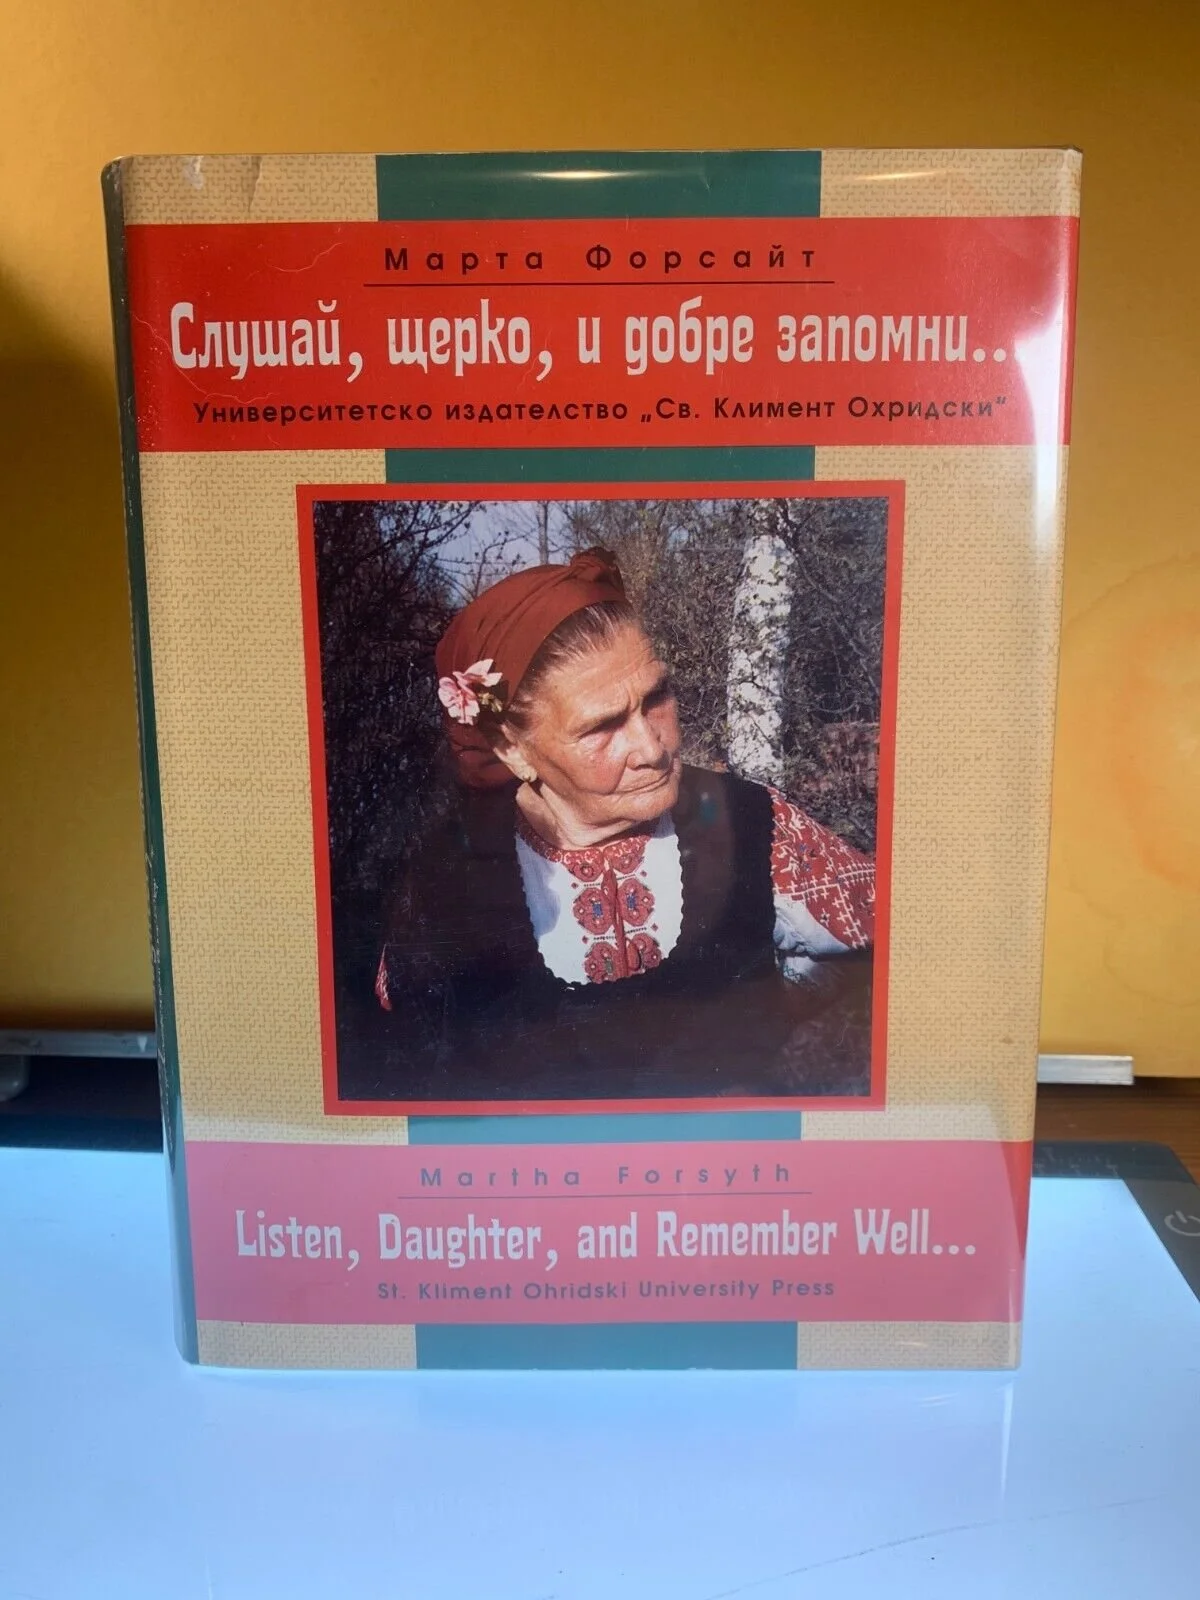 Марта Форсайт
Слушай, щерко, и добре запомни...
Университетско издателство „Св. Климент Охридски“
Martha Forsyth
Listen, Daughter, and Remember Well...
St. Kliment Ohridski University Press